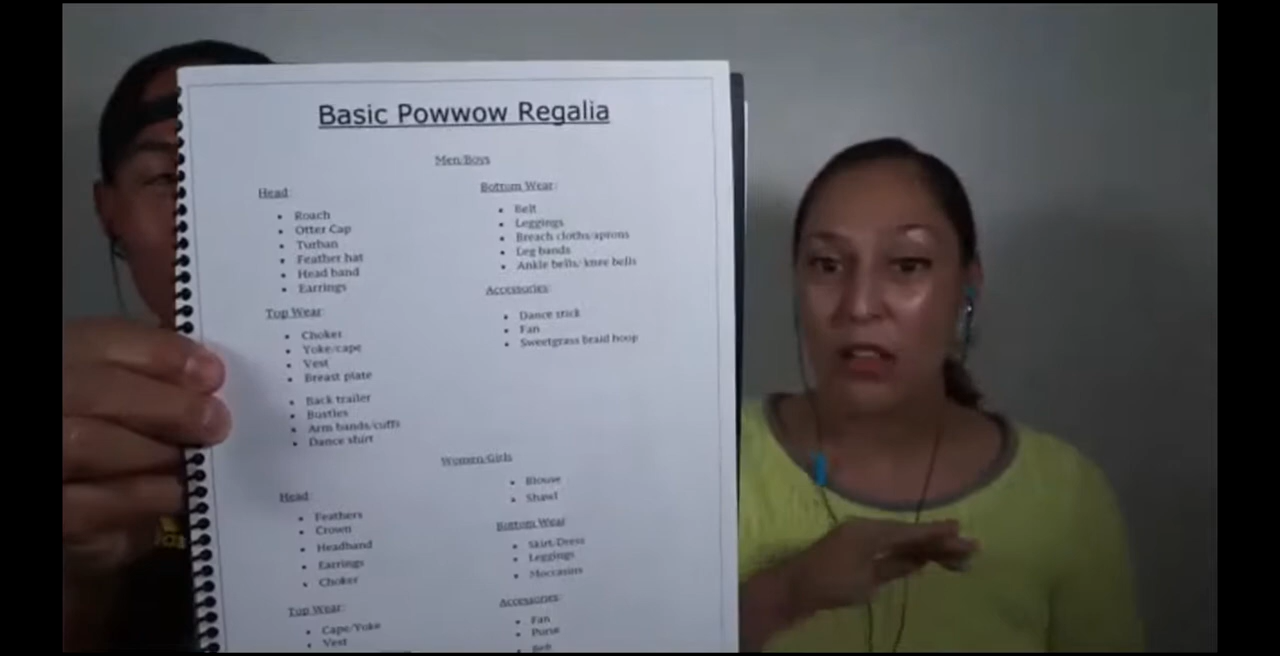 Basic Powwow Regalia
Men/Boys
Head:
• Roach
• Otter Cap
• Turban
• Feather hat
• Head band
• Earrings
Top Wear:
• Choker
• Yoke/cape
• Vest
• Breast plate
• Back trailer
• Bustles
• Arm bands/cuffs
• Dance shirt
Bottom Wear:
• Belt
• Leggings
• Breach cloths/aprons
• Leg bands
• Ankle bells/ knee bells
Accessories:
• Dance stick
• Fan
• Sweetgrass braid hoop
Women/Girls
Head:
• Feathers
• Crown
• Headband
• Earrings
• Choker
Top Wear:
• Cape/Yoke
• Vest
• Blouse
• Shawl
Bottom Wear
• Skirt/Dress
• Leggings
• Moccasins
Accessories:
• Fan
• Purse
• Belt